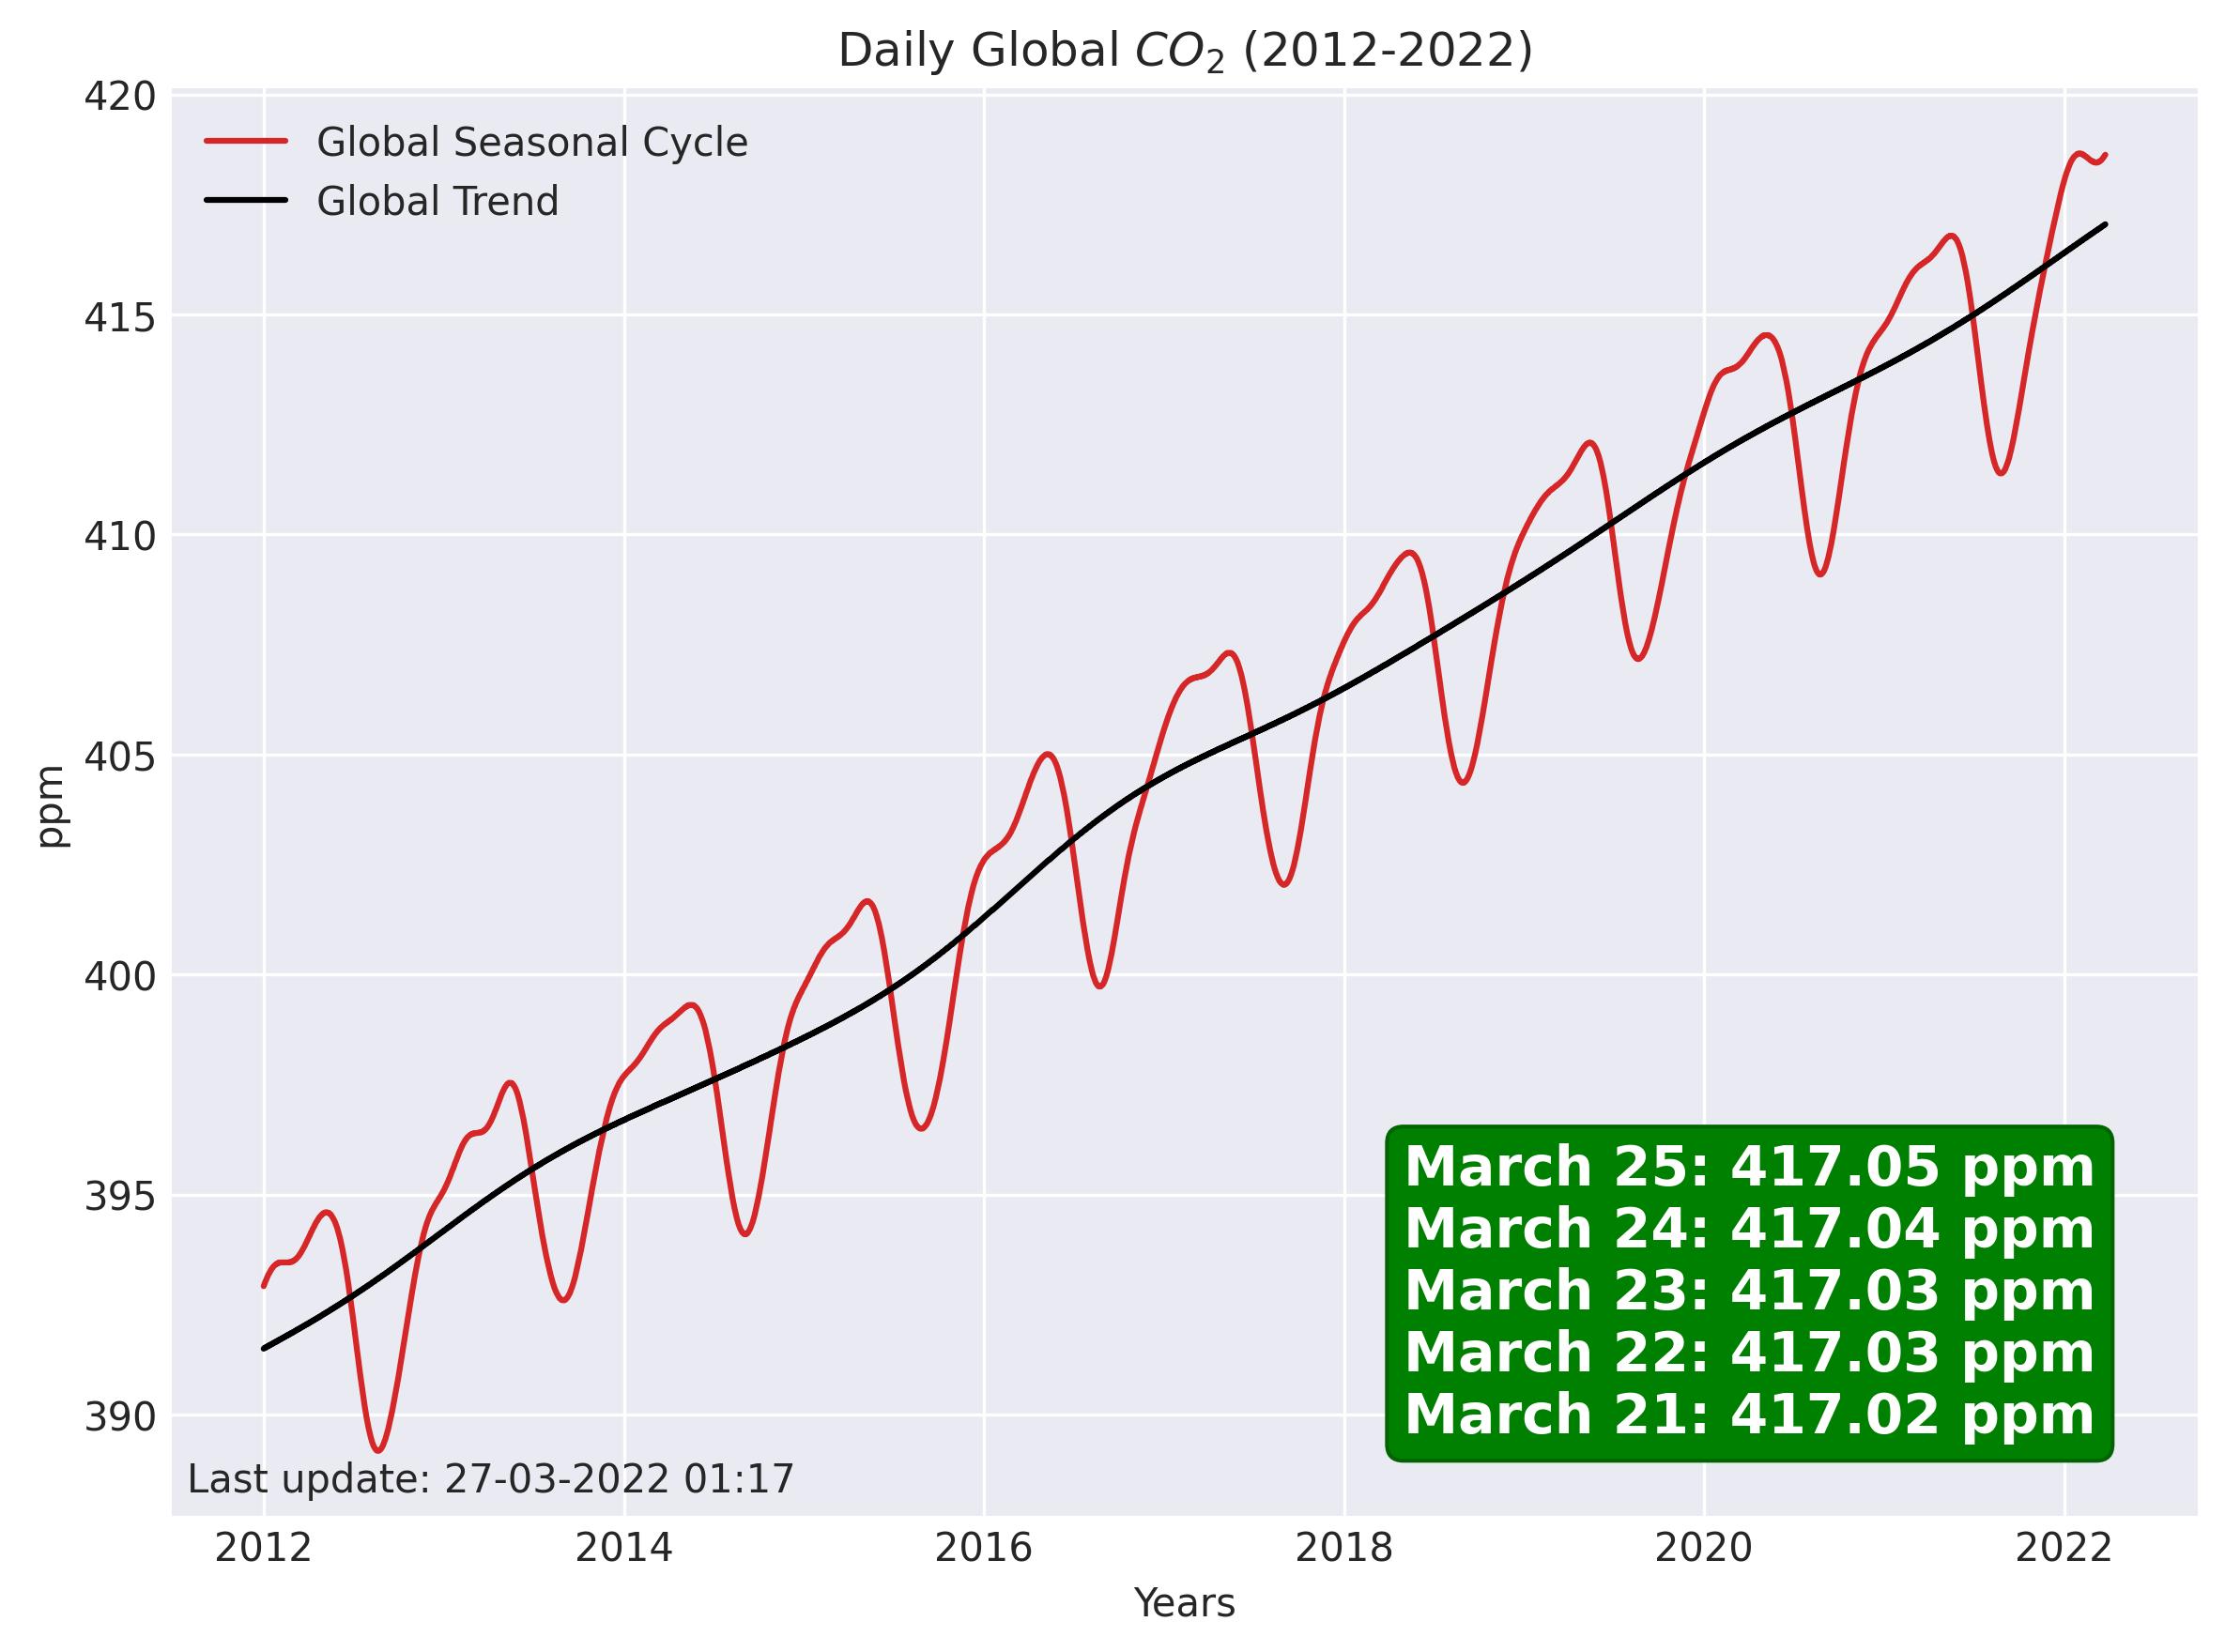 Daily Global CO₂ (2012-2022)
420
Global Seasonal Cycle
Global Trend
415
410
405
ppm
400
395
390
March 25: 417.05 ppm
March 24: 417.04 ppm
March 23: 417.03 ppm
March 22: 417.03 ppm
March 21: 417.02 ppm
Last update: 27-03-2022 01:17
2012 2014 2016 2018 2020 2022
Years